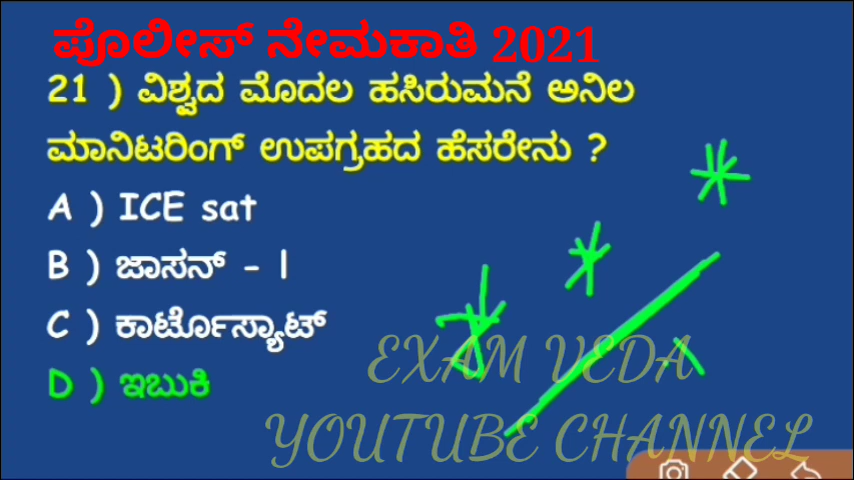 ಪೊಲೀಸ್ ನೇಮಕಾತಿ 2021
21 ) ವಿಶ್ವದ ಮೊದಲ ಹಸಿರುಮನೆ ಅನಿಲ
ಮಾನಿಟರಿಂಗ್ ಉಪಗ್ರಹದ ಹೆಸರೇನು ?
A ) ICE sat
B ) ಜಾಸನ್ - l
C ) ಕಾರ್ಟೊಸ್ಯಾಟ್
D ) ಇಬುಕಿ
EXAM VEDA
YOUTUBE CHANNEL